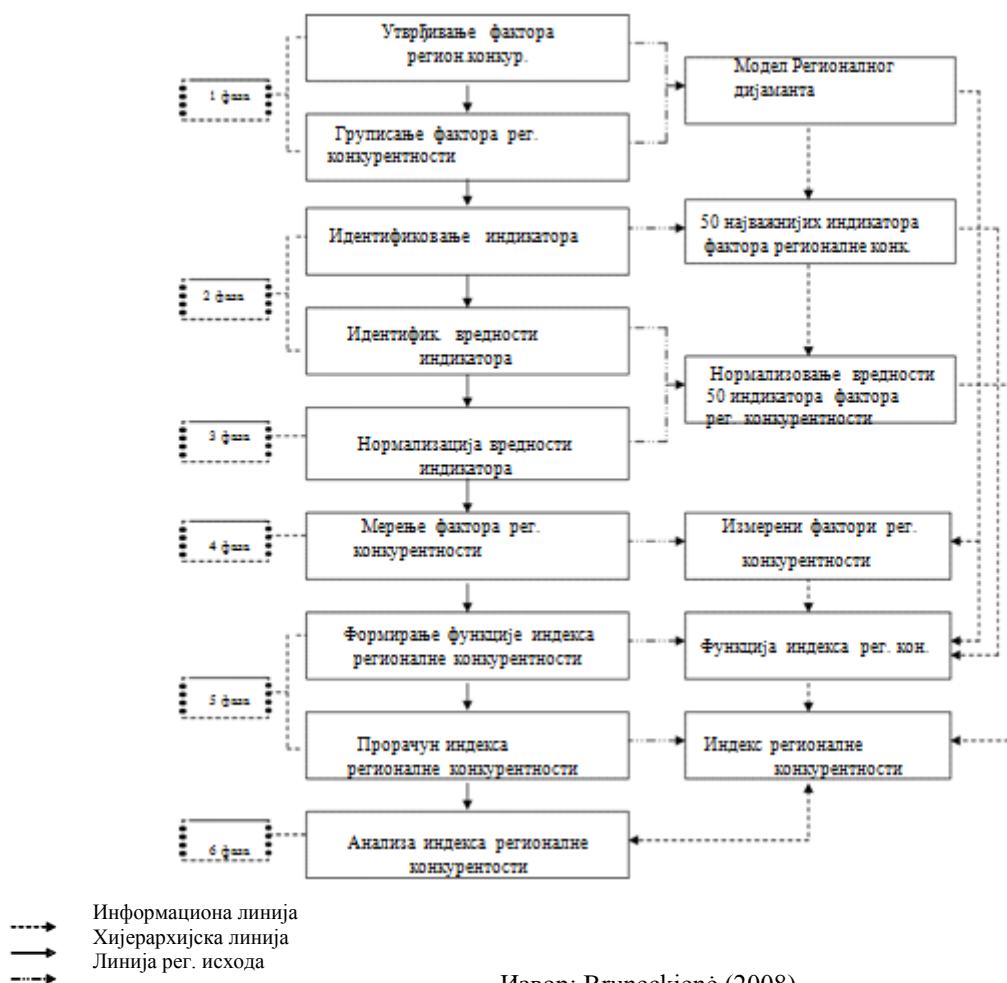 Утврђивање фактора
регион.конкур.
1 фаза
Модел Регионалног
дијаманта
Груписање фактора рег.
конкурентности
Идентификовање индикатора
50 најважнијих индикатора
фактора регионалне конк.
2 фаза
Идентифик. вредности
индикатора
Нормализовање вредности
50 индикатора фактора
рег. конкурентности
3 фаза
Нормализација вредности
индикатора
4 фаза
Мерење фактора рег.
конкурентности
Измерени фактори рег.
конкурентности
Формирање функције индекса
регионалне конкурентности
Функција индекса рег. кон.
5 фаза
Прорачун индекса
регионалне конкурентности
Индекс регионалне
конкурентности
6 фаза
Анализа индекса регионалне
конкурентости
Информациона линија
Хијерархијска линија
Линија рег. исхода
Извор: Bruneckienė (2008)